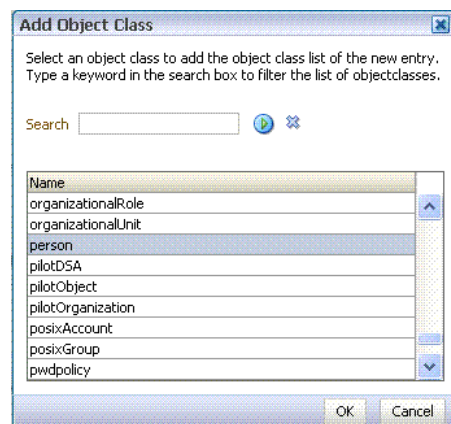 Add Object Class
Select an object class to add the object class list of the new entry.
Type a keyword in the search box to filter the list of objectclasses.
Search
Name
organizationalRole
organizationalUnit
person
pilotDSA
pilotObject
pilotOrganization
posixAccount
posixGroup
pwdpolicy
OK Cancel